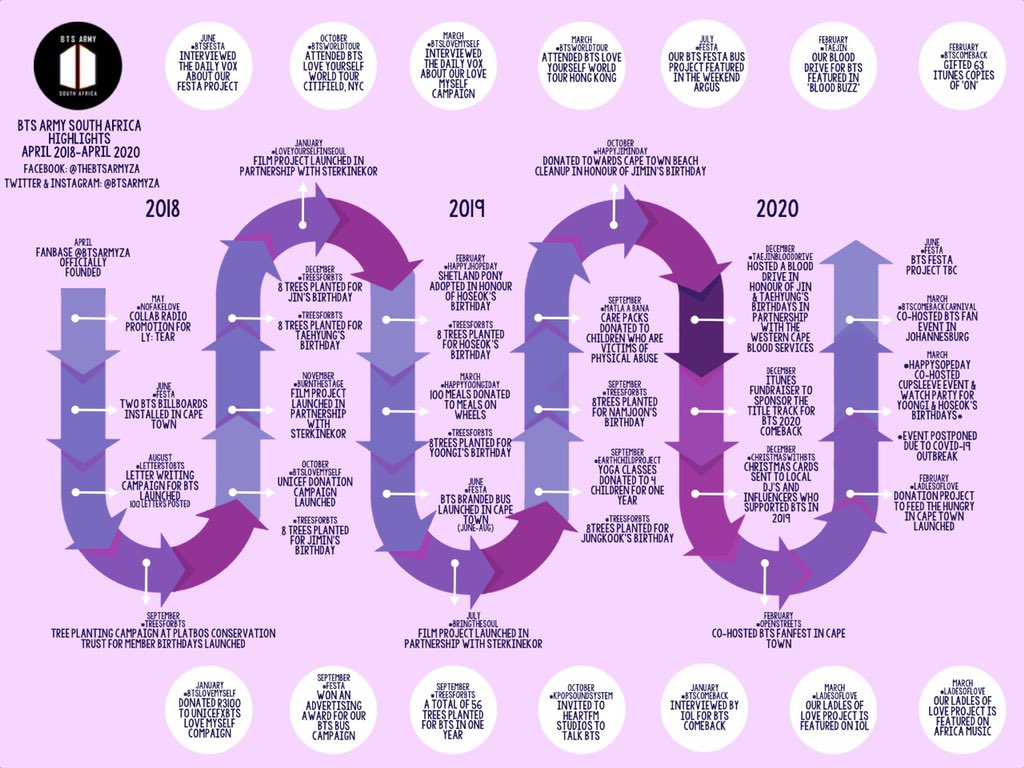 BTS ARMY
SOUTH AFRICA
BTS ARMY SOUTH AFRICA
HIGHLIGHTS
APRIL 2018-APRIL 2020
FACEBOOK: @THEBTSARMYZA
TWITTER & INSTAGRAM: @BTSARMYZA
JUNE
#BTSFESTA
INTERVIEWED
THE DAILY VOX
ABOUT OUR
FESTA PROJECT
OCTOBER
#BTSWORLDTOUR
ATTENDED BTS
LOVE YOURSELF
WORLD TOUR
CITIFIELD, NYC
MARCH
#BTSLOVEMYSELF
INTERVIEWED
THE DAILY VOX
ABOUT OUR LOVE
MYSELF
CAMPAIGN
MARCH
#BTSWORLDTOUR
ATTENDED BTS LOVE
YOURSELF WORLD
TOUR HONG KONG
JULY
#FESTA
OUR BTS FESTA BUS
PROJECT FEATURED
IN THE WEEKEND
ARGUS
FEBRUARY
#TAEJIN
OUR BLOOD
DRIVE FOR BTS
FEATURED IN
'BLOOD BUZZ'
FEBRUARY
#BTSCOMEBACK
GIFTED 63
ITUNES COPIES
OF 'ON'
2018
APRIL
FANBASE @BTSARMYZA
OFFICIALLY
FOUNDED
MAY
#NOFAKELOVE
COLLAB RADIO
PROMOTION FOR
LY: TEAR
JUNE
#FESTA
TWO BTS BILLBOARDS
INSTALLED IN CAPE
TOWN
AUGUST
#LETTERSTOBTS
LETTER WRITING
CAMPAIGN FOR BTS
LAUNCHED
100 LETTERS POSTED
SEPTEMBER
#TREESFORBTS
TREE PLANTING CAMPAIGN AT PLATBOS CONSERVATION
TRUST FOR MEMBER BIRTHDAYS LAUNCHED
OCTOBER
#BTSLOVEMYSELF
UNICEF DONATION
CAMPAIGN
LAUNCHED
#TREESFORBTS
8 TREES PLANTED
FOR JIMIN'S
BIRTHDAY
NOVEMBER
#BURNTHESTAGE
FILM PROJECT
LAUNCHED IN
PARTNERSHIP
WITH
STERKINEKOR
DECEMBER
#TREESFORBTS
8 TREES PLANTED FOR
JIN'S BIRTHDAY
#TREESFORBTS
8 TREES PLANTED FOR
TAEHYUNG'S
BIRTHDAY
JANUARY
#LOVEYOURSELFINSEOUL
FILM PROJECT LAUNCHED IN
PARTNERSHIP WITH STERKINEKOR
2019
FEBRUARY
#HAPPYJHOPEDAY
SHETLAND PONY
ADOPTED IN HONOUR
OF HOSEOK'S
BIRTHDAY
#TREESFORBTS
8 TREES PLANTED
FOR HOSEOK'S
BIRTHDAY
MARCH
#HAPPYYOONGIDAY
100 MEALS DONATED
TO MEALS ON
WHEELS
#TREESFORBTS
8TREES PLANTED FOR
YOONGI'S BIRTHDAY
JUNE
#FESTA
BTS BRANDED BUS
LAUNCHED IN CAPE
TOWN
(JUNE-AUG)
JULY
#BRINGTHESOUL
FILM PROJECT LAUNCHED IN
PARTNERSHIP WITH STERKINEKOR
SEPTEMBER
#EARTHCHILDPROJECT
YOGA CLASSES
DONATED TO 4
CHILDREN FOR ONE
YEAR
#TREESFORBTS
8TREES PLANTED FOR
JUNGKOOK'S BIRTHDAY
SEPTEMBER
#TREESFORBTS
8TREES PLANTED
FOR NAMJOON'S
BIRTHDAY
SEPTEMBER
#MATLA A BANA
CARE PACKS
DONATED TO
CHILDREN WHO ARE
VICTIMS OF
PHYSICAL ABUSE
OCTOBER
#HAPPYJIMINDAY
DONATED TOWARDS CAPE TOWN BEACH
CLEANUP IN HONOUR OF JIMIN'S BIRTHDAY
2020
DECEMBER
#TAEJINBLOODDRIVE
HOSTED A BLOOD
DRIVE IN
HONOUR OF JIN
& TAEHYUNG'S
BIRTHDAYS IN
PARTNERSHIP
WITH THE
WESTERN CAPE
BLOOD SERVICES
DECEMBER
ITUNES
FUNDRAISER TO
SPONSOR THE
TITLE TRACK FOR
BTS 2020
COMEBACK
DECEMBER
#CHRISTMASWITHBTS
CHRISTMAS CARDS
SENT TO LOCAL
DJ'S AND
INFLUENCERS WHO
SUPPORTED BTS IN
2019
FEBRUARY
#OPENSTREETS
CO-HOSTED BTS FANFEST IN CAPE
TOWN
FEBRUARY
#LADESOFLOVE
DONATION PROJECT
TO FEED THE HUNGRY
IN CAPE TOWN
LAUNCHED
MARCH
#HAPPYSOPEDAY
CO-HOSTED
CUPSLEEVE EVENT &
WATCH PARTY FOR
YOONGI & HOSEOK'S
BIRTHDAYS*
*EVENT POSTPONED
DUE TO COVID-19
OUTBREAK
MARCH
#BTSCOMEBACKCARNIVAL
CO-HOSTED BTS FAN
EVENT IN
JOHANNESBURG
JUNE
#FESTA
BTS FESTA
PROJECT TBC
JANUARY
#BTSLOVEMYSELF
DONATED R3100
TO UNICEFXBTS
LOVE MYSELF
CAMPAIGN
SEPTEMBER
#FESTA
WON AN
ADVERTISING
AWARD FOR OUR
BTS BUS
CAMPAIGN
SEPTEMBER
#TREESFORBTS
A TOTAL OF 56
TREES PLANTED
FOR BTS IN ONE
YEAR
OCTOBER
#KPOPSOUNDSYSTEM
INVITED TO
HEARTFM
STUDIOS TO
TALK BTS
JANUARY
#BTSCOMEBACK
INTERVIEWED BY
IOL FOR BTS
COMEBACK
MARCH
#LADESOFLOVE
OUR LADLES OF
LOVE PROJECT IS
FEATURED ON IOL
MARCH
#LADESOFLOVE
OUR LADLES OF
LOVE PROJECT IS
FEATURED ON
AFRICA MUSIC